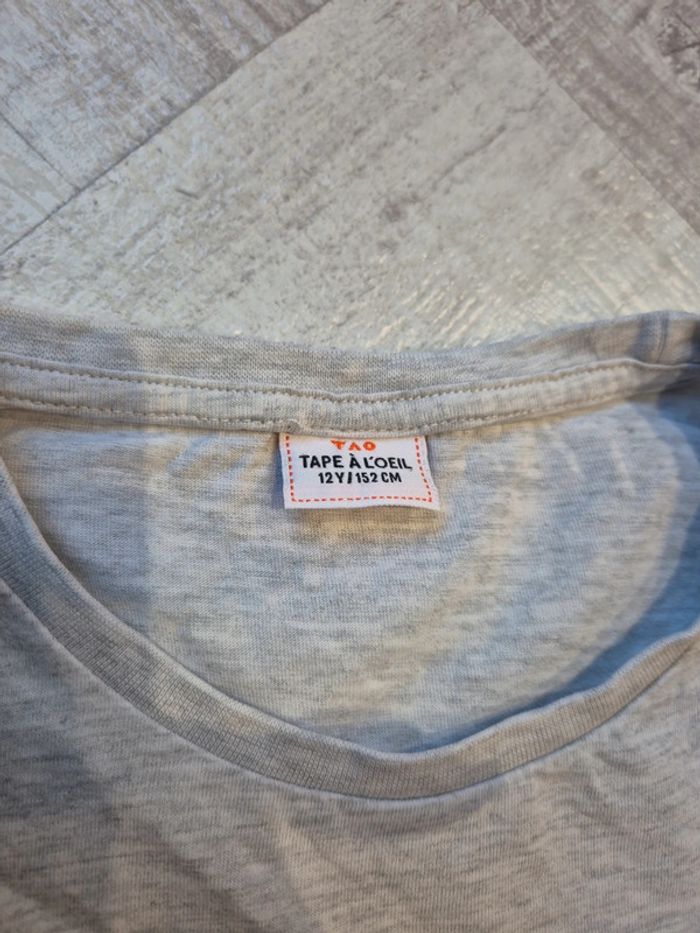 TAO
TAPE À L'OEIL
12Y/152 CM